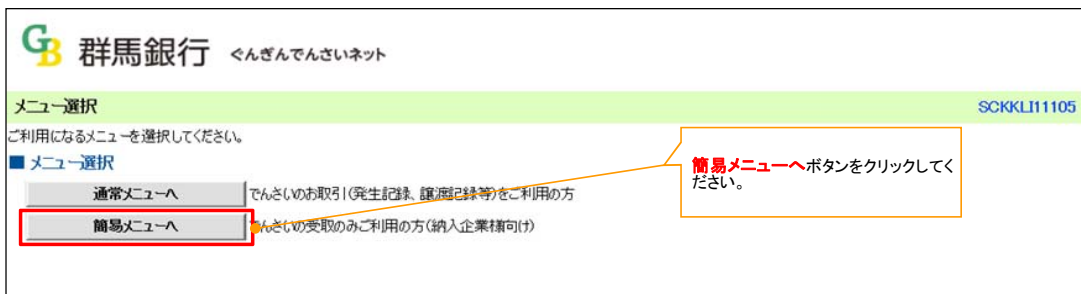 GB 群馬銀行 ぐんぎんでんさいネット
メニュー選択 SCKKLI11105
ご利用になるメニューを選択してください。
■ メニュー選択
通常メニューへ でんさいのお取引(発生記録、譲渡記録等)をご利用の方
簡易メニューへ でんさいの受取のみご利用の方(納入企業様向け)
簡易メニューへボタンをクリックしてく
ださい。